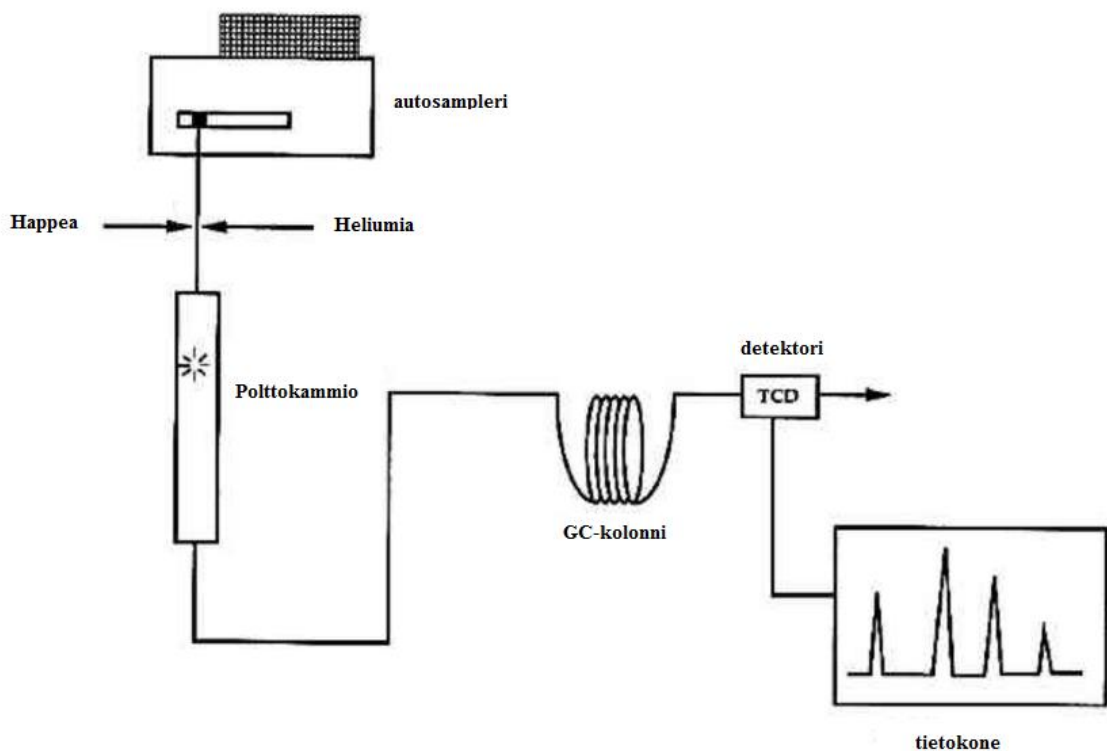 autosampleri
Happea
Heliumia
Polttokammio
detektori
TCD
GC-kolonni
tietokone